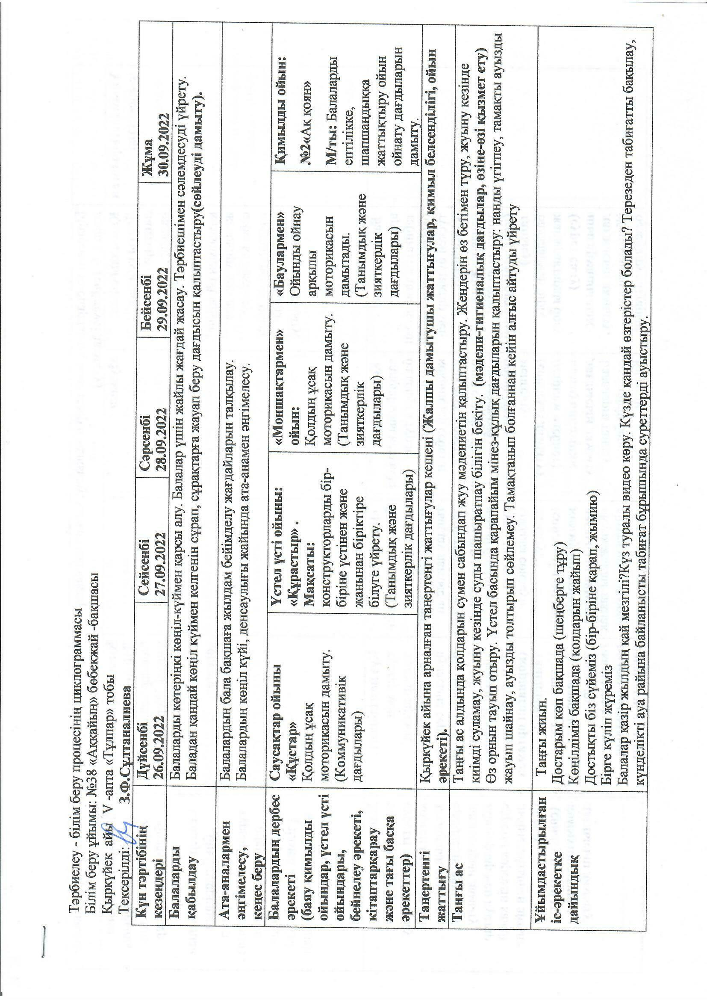 Тәрбиелеу - білім беру процесінің циклограммасы
Білім беру ұйымы: №38 «Аққайың» бөбекжай -бақшасы
Қыркүйек айы V -апта «Тұлпар» тобы
Тексерілді: З.Ф.Сұлтаналиева
Күн тәртібінің
кезеңдері
Дүйсенбі
26.09.2022
Сейсенбі
27.09.2022
Сәрсенбі
28.09.2022
Бейсенбі
29.09.2022
Жұма
30.09.2022
Балаларды
қабылдау
Балаларды көтеріңкі көңіл-күймен қарсы алу. Балалар үшін жайлы жағдай жасау. Тәрбиешімен сәлемдесуді үйрету.
Баладан қандай көңіл күймен келгенін сұрап, сұрақтарға жауап беру дағдысын қалыптастыру(сөйлеуді дамыту).
Ата-аналармен
әңгімелесу,
кеңес беру
Балалардың бала бақшаға жылдам бейімделу жағдайларын талқылау.
Балалардың көңіл күйі, денсаулығы жайында ата-анамен әңгімелесу.
Балалардың дербес
әрекеті
(баяу қимылды
ойындар, үстел үсті
ойындары,
бейнелеу әрекеті,
кітаптарқарау
және тағы басқа
әрекеттер)
Саусақтар ойыны
«Құстар»
Қолдың ұсақ
моторикасын дамыту.
(Коммуникативік
дағдылары)
Үстел үсті ойыны:
«Құрастыр» .
Мақсаты:
конструкторларды бір-
біріне үстінен және
жанынан біріктіре
білуге үйрету.
(Танымдық және
зияткерлік дағдылары)
«Моншақтармен»
ойын:
Қолдың ұсақ
моторикасын дамыту.
(Танымдық және
зияткерлік
дағдылары)
«Баулармен»
Ойынды ойнау
арқылы
моторикасын
дамытады.
(Танымдық және
зияткерлік
дағдылары)
Қимылды ойын:
№2«Ақ қоян»
М/ты: Балаларды
ептілікке,
шапшаңдыққа
жаттықтыру ойын
ойнату дағдыларын
дамыту.
Таңертенгі
жаттығу
Қыркүйек айына арналған таңертеңгі жаттығулар кешені (Жалпы дамытушы жаттығулар, қимыл белсенділігі, ойын
әрекеті).
Таңғы ас
Таңғы ас алдында қолдарын сумен сабындап жуу мәдениетін қалыптастыру. Жеңдерін өз бетімен түру, жуыну кезінде
киімді суламау, жуыну кезінде суды шашыратпау білігін бекіту. (мәдени-гигиеналық дағдылар, өзіне-өзі қызмет ету)
Өз орнын тауып отыру. Үстел басында қарапайым мінез-құлық дағдыларын қалыптастыру: нанды үгітпеу, тамақты ауызды
жауып шайнау, ауызды толтырып сөйлемеу. Тамақтанып болғаннан кейін алғыс айтуды үйрету
Ұйымдастырылған
іс-әрекетке
дайындық
Таңғы жиын.
Достарым көп бақшада (шеңберге тұру)
Көңілдіміз бақшада (қолдарын жайып)
Достықты біз сүйеміз (бір-біріне қарап, жымию)
Бірге күліп жүреміз
Балалар қазір жылдың қай мезгілі?Күз туралы видео көру. Күзде қандай өзгерістер болады? Терезеден табиғатты бақылау,
күнделікті ауа райына байланысты табиғат бұрышында суреттерді ауыстыру.